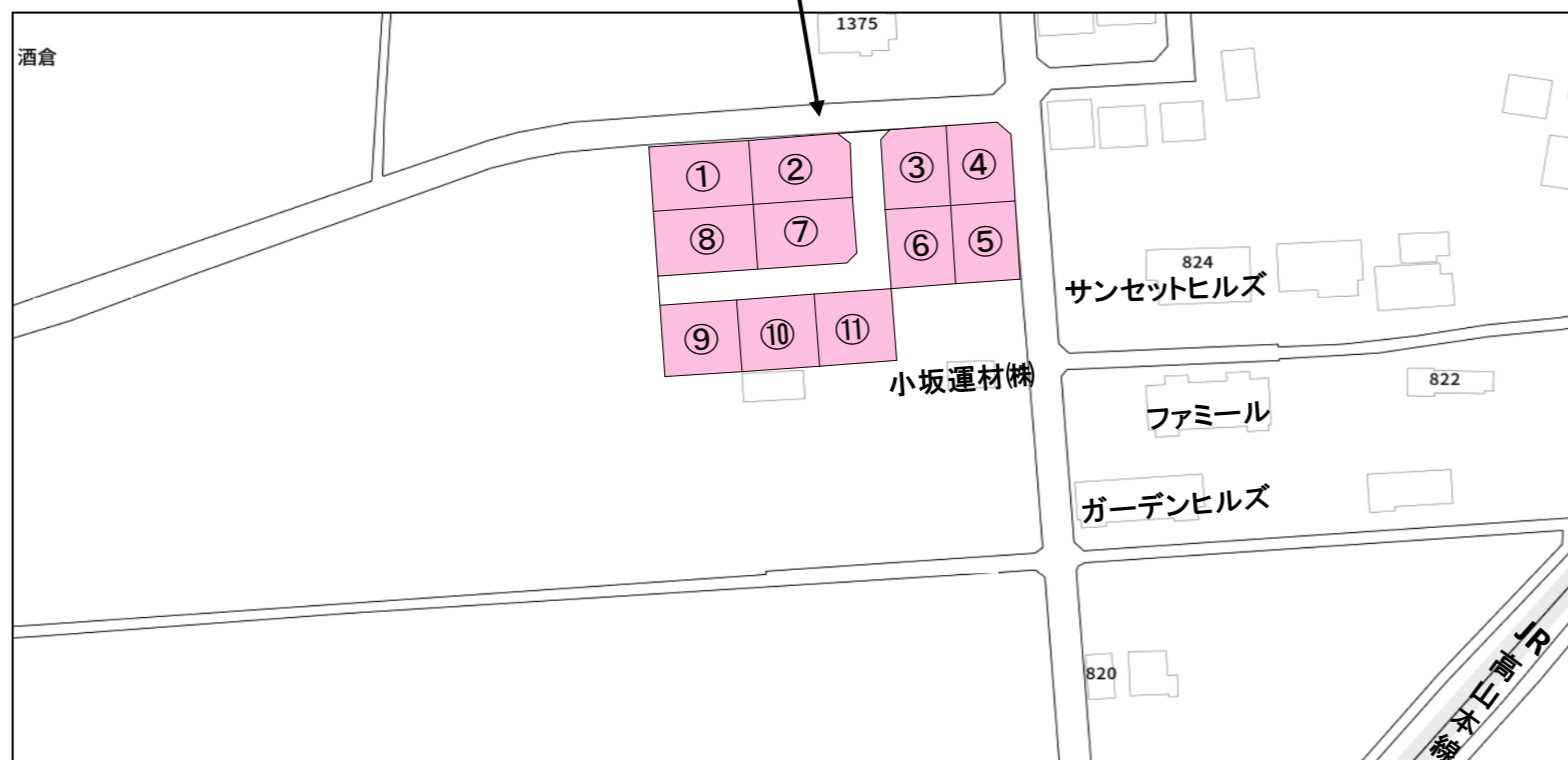 1375
酒倉
①
②
③
④
⑧
⑦
⑥
⑤
824
サンセットヒルズ
⑨
⑩
⑪
小坂運材㈱
822
ファミール
ガーデンヒルズ
820
JR高山本線